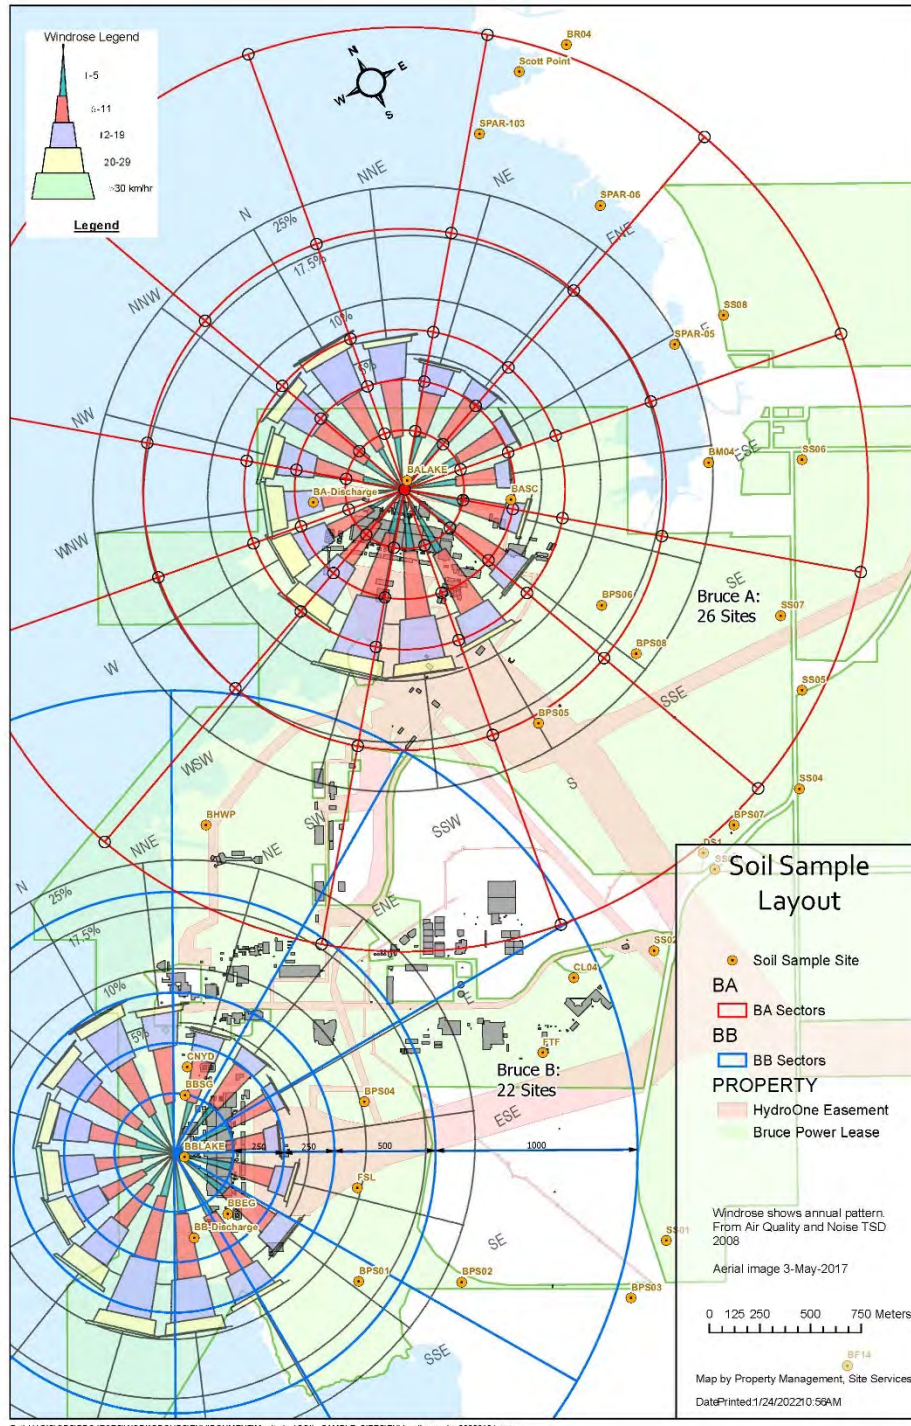 Windrose Legend
1-5
12-19
20-29
>30 km/hr
Legend
N
E
W
S
BR04
Scott Point
SPAR-103
SPAR-06
NNE
NE
N
25%
17.5%
ENE
NNW
10%
SS08
E
SPAR-05
5%
NW
BM04
ESE
SS06
BALAKE
BA-Discharge
BASC
WNW
SE
BPS06
Bruce A:
26 Sites
SS07
BPS08
W
SSE
SS05
BPS05
S
WSW
SS04
BHWP
SW
SSW
BPS07
NNE
NE
DS1
N
25%
ENE
17.5%
SS02
10%
CL04
E
5%
FTF
CNYD
Bruce B:
22 Sites
BBSG
BPS04
ESE
BBLAKE
250
250
500
1000
FSL
BBEG
BB-Discharge
SE
SS01
BPS01
BPS02
BPS03
SSE
Soil Sample
Layout
Soil Sample Site
BA
BA Sectors
BB
BB Sectors
PROPERTY
HydroOne Easement
Bruce Power Lease
Windrose shows annual pattern.
From Air Quality and Noise TSD
2008
Aerial image 3-May-2017
0 125 250 500 750 Meters
BF14
Map by Property Management, Site Services
DatePrinted:1/24/2022 10:56AM